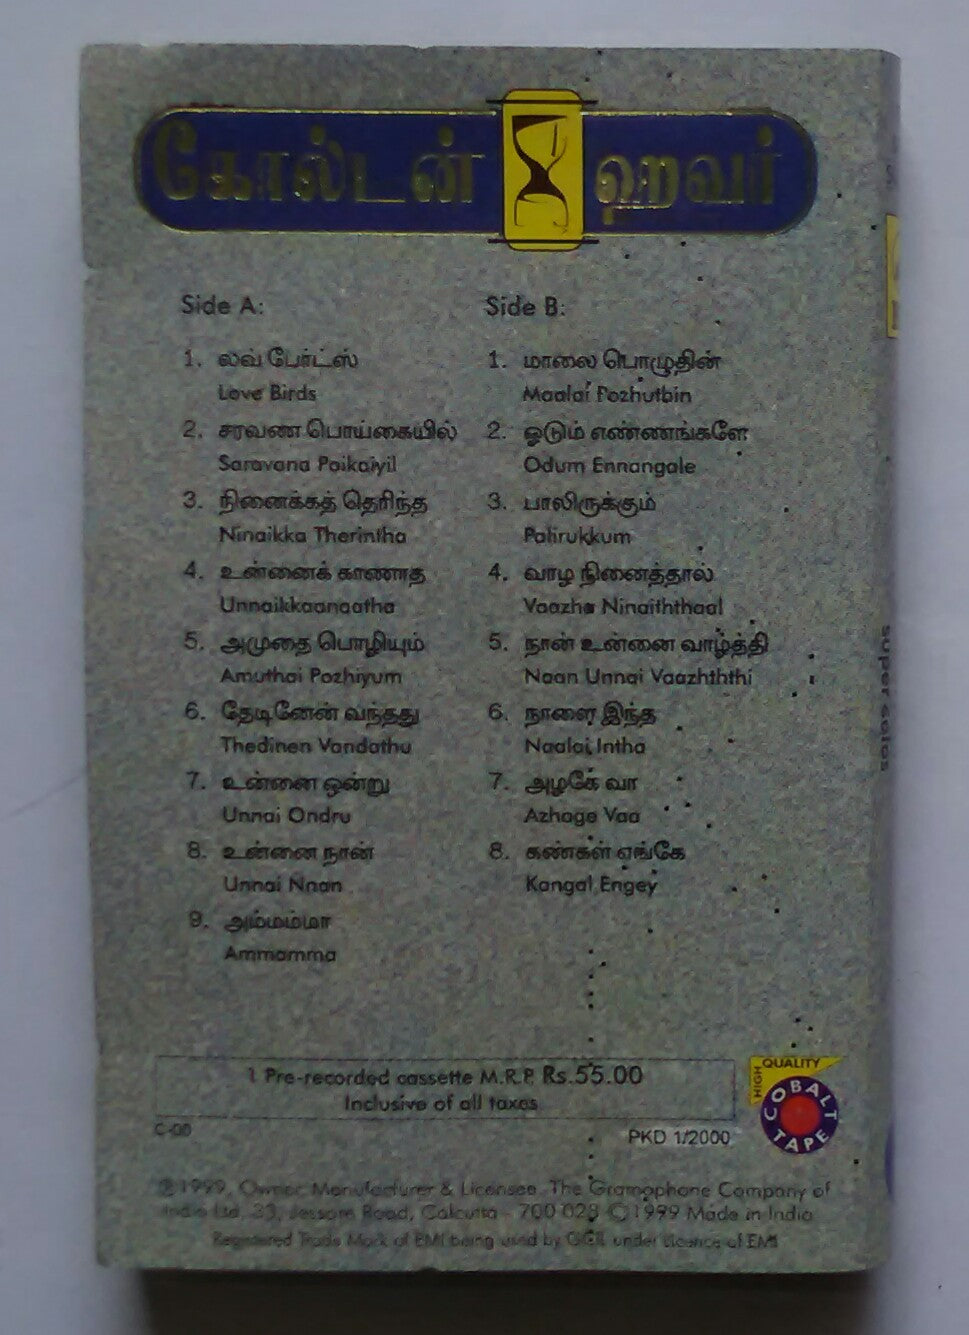 கோல்டன் ஹவர்
Side A:
1. லவ் பேர்ட்ஸ்
Love Birds
2. சரவண பொய்கையில்
Saravana Poikaiyil
3. நினைக்கத் தெரிந்த
Ninaikka Therintha
4. உன்னைக் காணாத
Unnaikkaanaatha
5. அமுதை பொழியும்
Amuthai Pozhiyum
6. தேடினேன் வந்தது
Thedinen Vandathu
7. உன்னை ஒன்று
Unnai Ondru
8. உன்னை நான்
Unnai Nnan
9. அம்மம்மா
Ammamma
Side B:
1. மாலை பொழுதின்
Maalai Pozhuthin
2. ஓடும் எண்ணங்களே
Odum Ennangale
3. பாலிருக்கும்
Palirukkum
4. வாழ நினைத்தால்
Vaazha Ninaiththaal
5. நான் உன்னை வாழ்த்தி
Naan Unnai Vaazhththi
6. நாளை இந்த
Naalai Intha
7. அழகே வா
Azhage Vaa
8. கண்கள் எங்கே
Kangal Engey
1 Pre-recorded cassette M.R.P. Rs.55.00
Inclusive of all taxes
PKD 1/2000
HIGH QUALITY
COBALT TAPE
℗ 1999, Owner Manufacturer & Licensee, The Gramophone Company of
India Ltd. 33, Jessore Road, Calcutta - 700 028 © 1999 Made in India
Registered Trade Mark of EMI being used by GCIL under licence of EMI
super solos